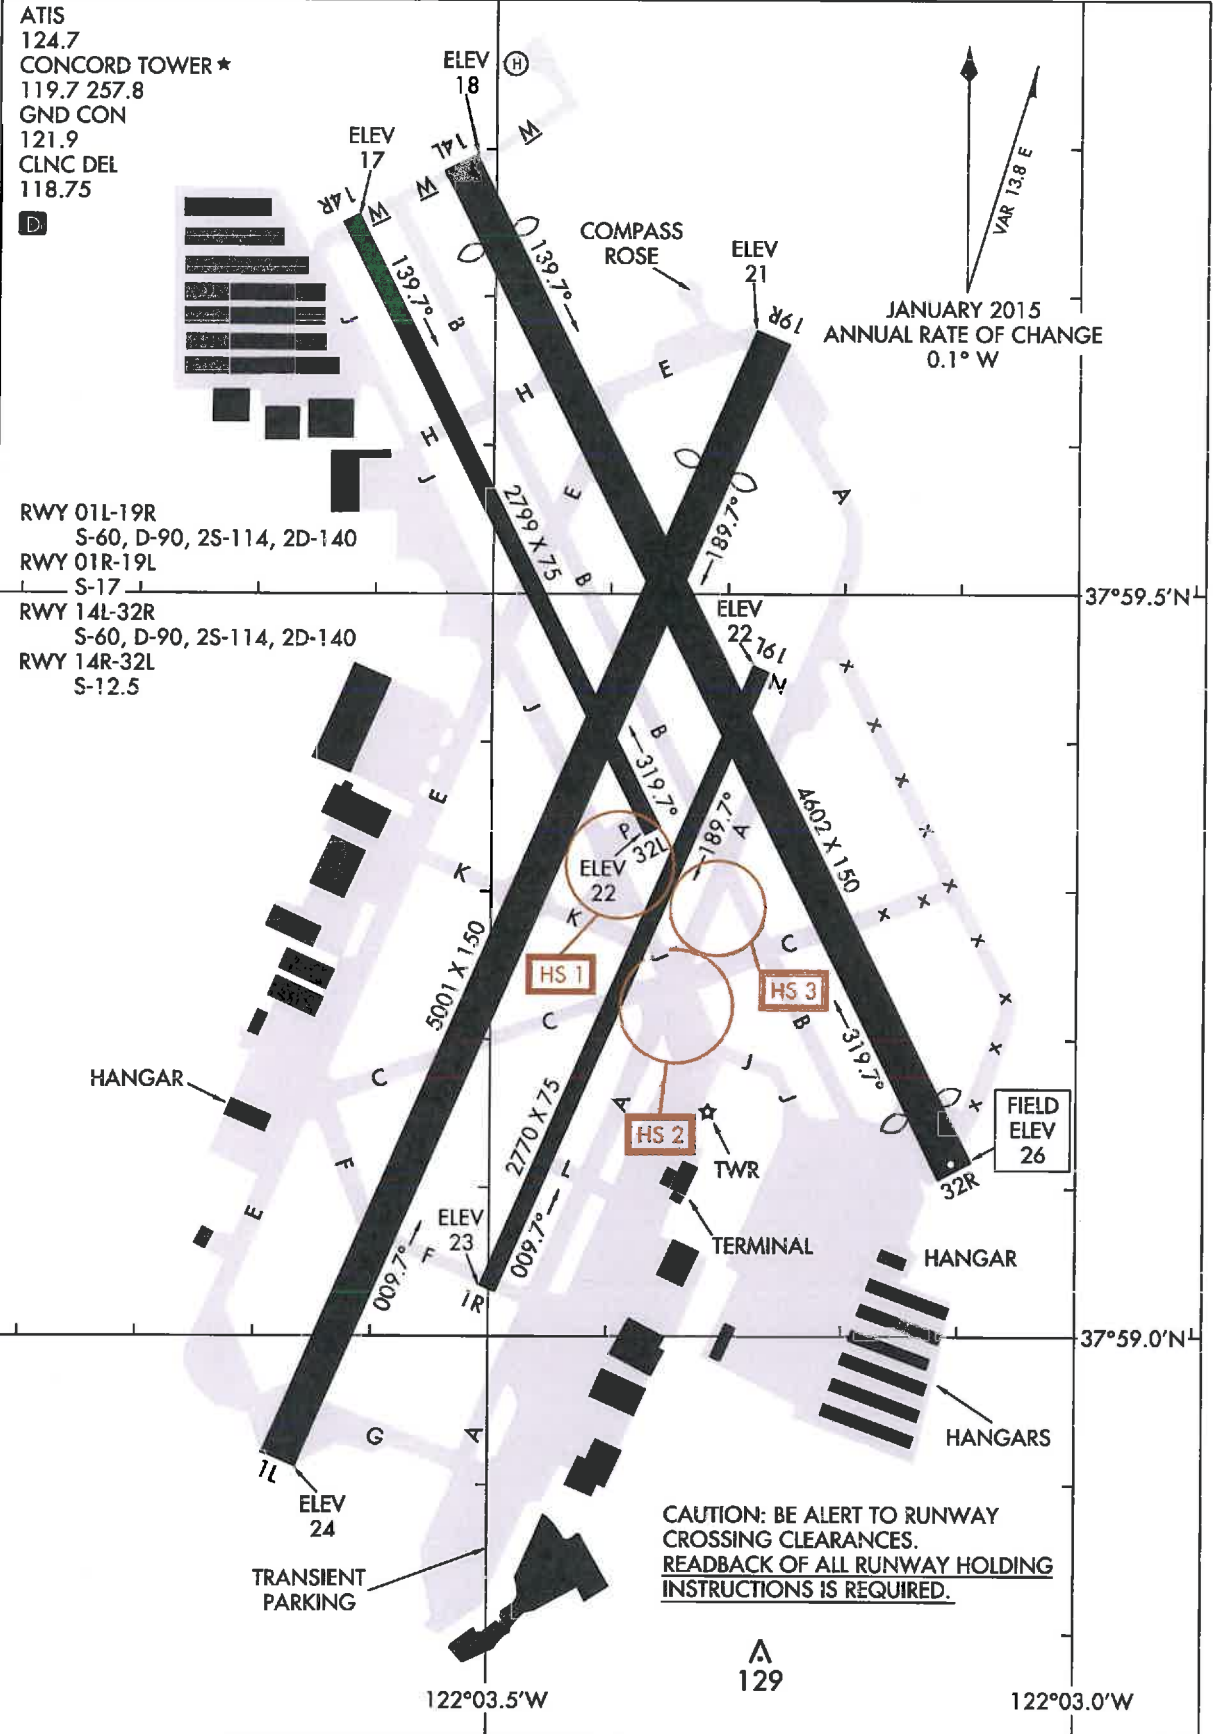 ATIS
124.7
CONCORD TOWER ★
119.7 257.8
GND CON
121.9
CLNC DEL
118.75
D
ELEV
18
H
ELEV
17
14L
14R
W
W
W
139.7°
139.7°
COMPASS
ROSE
ELEV
21
19R
VAR 13.8 E
JANUARY 2015
ANNUAL RATE OF CHANGE
0.1° W
J
B
H
E
H
J
E
A
RWY 01L-19R
S-60, D-90, 2S-114, 2D-140
RWY 01R-19L
S-17
RWY 14L-32R
S-60, D-90, 2S-114, 2D-140
RWY 14R-32L
S-12.5
2799 X 75
B
189.7°
37°59.5'N
ELEV
22
19L
N
X
X
X
X
X
X
X
X
X
X
X
J
B
319.7°
E
189.7°
A
4602 X 150
P
32L
ELEV
22
K
K
5001 X 150
HS 1
J
C
HS 3
C
B
319.7°
HANGAR
C
J
J
2770 X 75
A
HS 2
TWR
FIELD
ELEV
26
32R
F
L
E
ELEV
23
009.7°
F
009.7°
1R
TERMINAL
HANGAR
37°59.0'N
G
A
HANGARS
1L
ELEV
24
TRANSIENT
PARKING
CAUTION: BE ALERT TO RUNWAY
CROSSING CLEARANCES.
READBACK OF ALL RUNWAY HOLDING
INSTRUCTIONS IS REQUIRED.
129
122°03.5'W
122°03.0'W